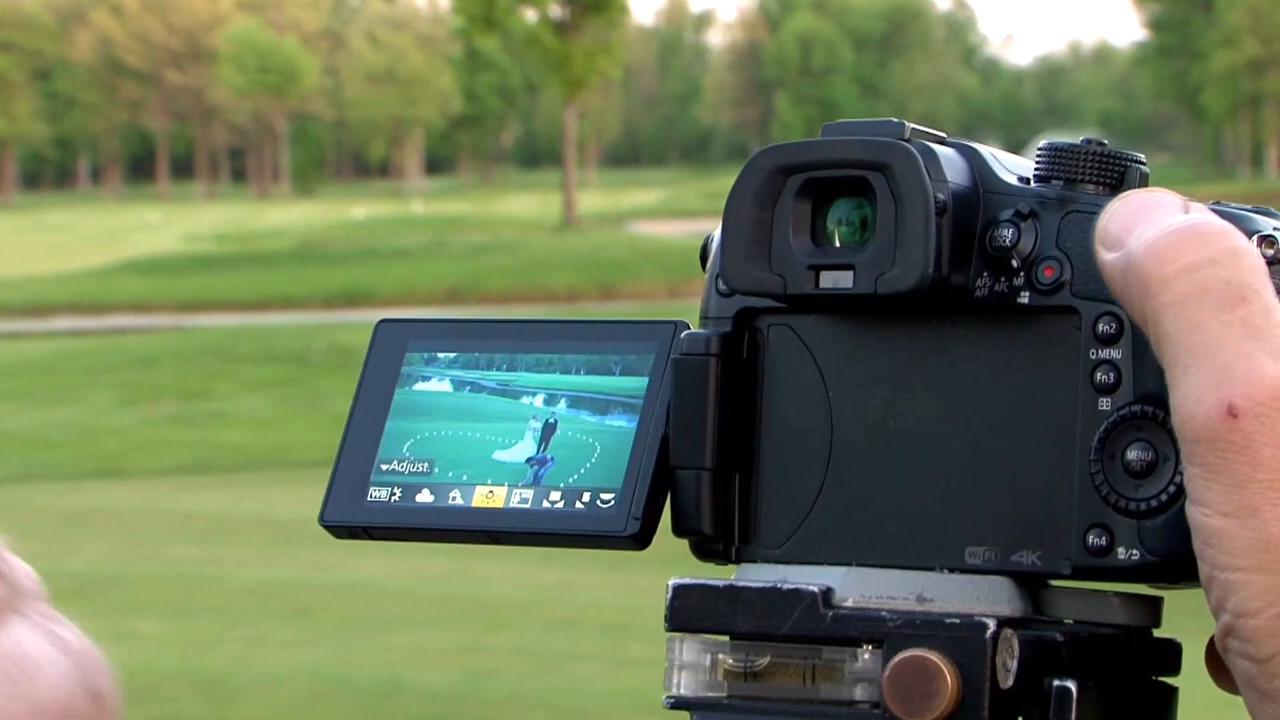 AF/AE
LOCK
AFS/
AFF
AFC
MF
Fn2
Q.MENU
Fn3
MENU
/SET
Fn4
WiFi
4K
Adjust.
WB